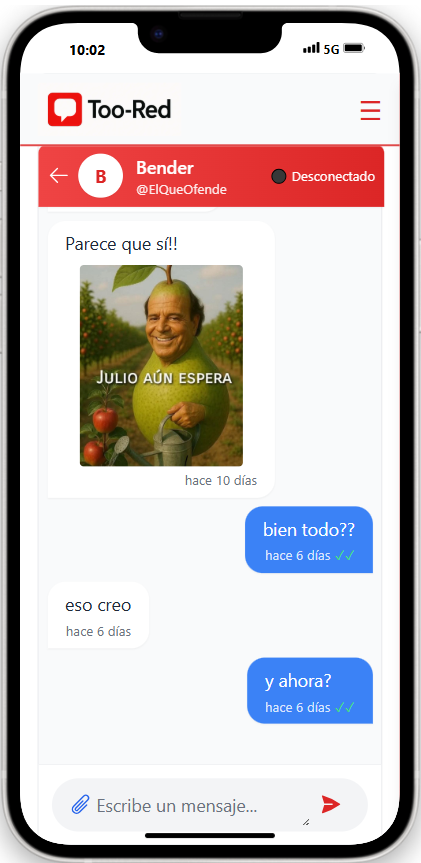 10:02
5G
Too-Red
B
Bender
@ElQueOfende
Desconectado
Parece que sí!!
JULIO AÚN ESPERA
hace 10 días
bien todo??
hace 6 días ✓✓
eso creo
hace 6 días
y ahora?
hace 6 días ✓✓
Escribe un mensaje...